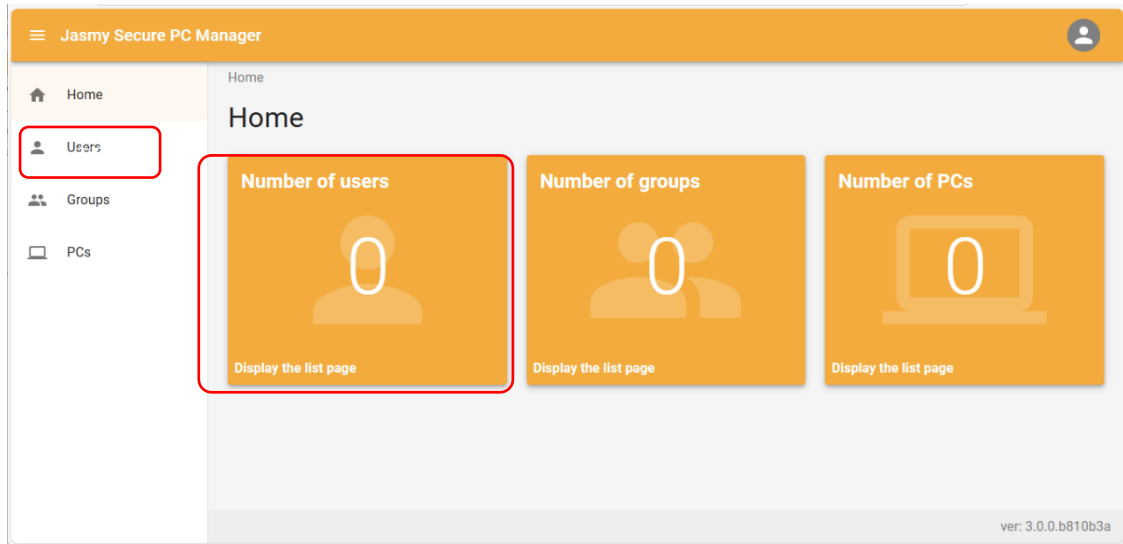 Jasmy Secure PC Manager
Home
Users
Groups
PCs
Home
Home
Number of users
0
Display the list page
Number of groups
0
Display the list page
Number of PCs
0
Display the list page
ver: 3.0.0.b810b3a